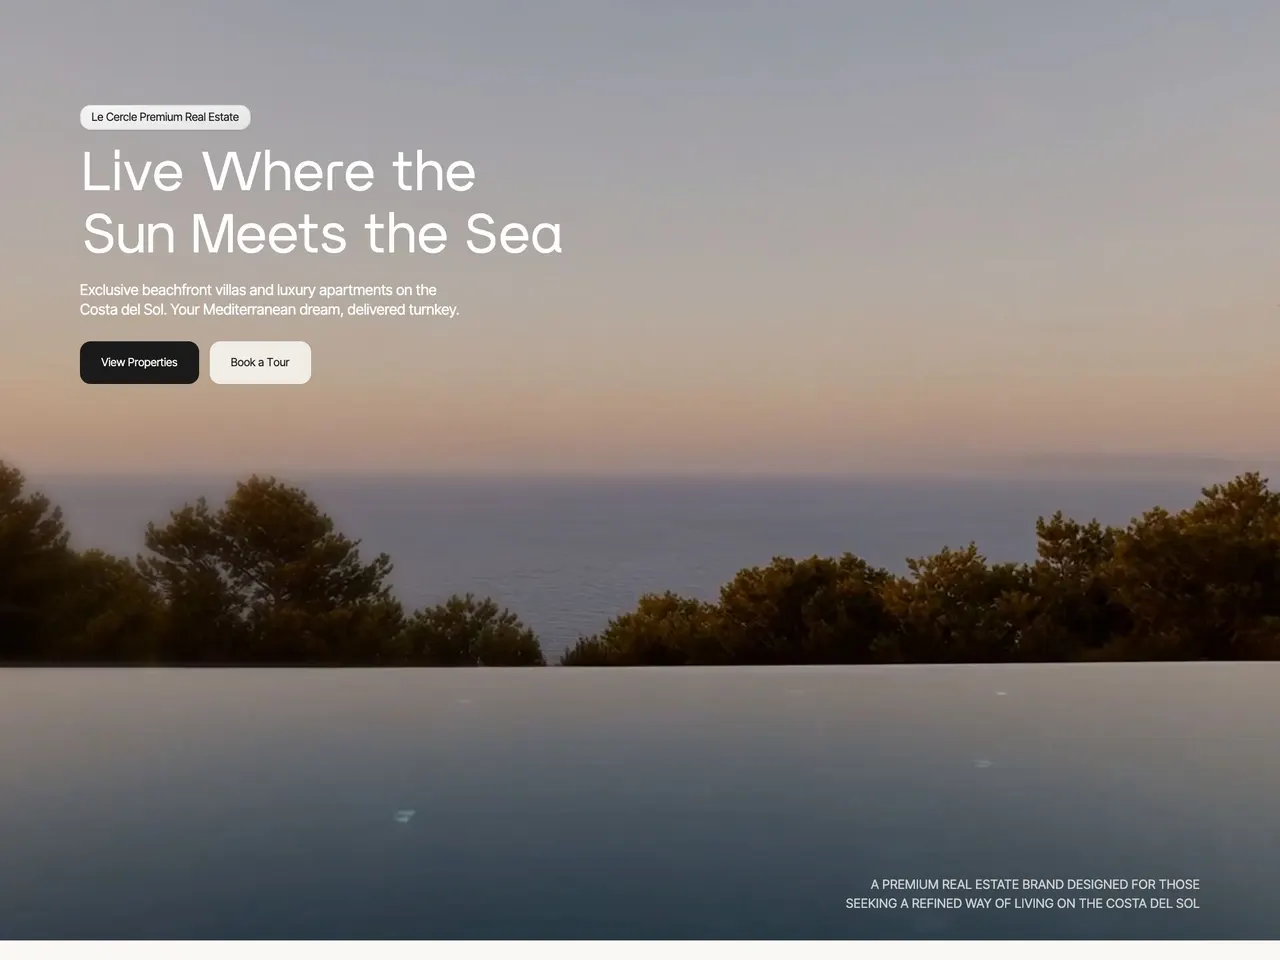 Le Cercle Premium Real Estate
Live Where the
Sun Meets the Sea
Exclusive beachfront villas and luxury apartments on the
Costa del Sol. Your Mediterranean dream, delivered turnkey.
View Properties
Book a Tour
A PREMIUM REAL ESTATE BRAND DESIGNED FOR THOSE
SEEKING A REFINED WAY OF LIVING ON THE COSTA DEL SOL